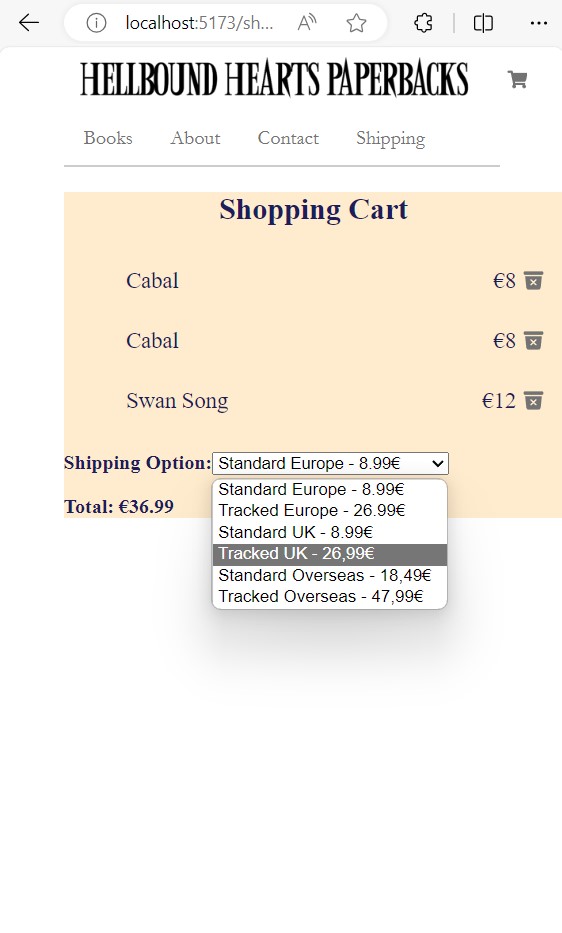 localhost:5173/sh...
HELLBOUND HEARTS PAPERBACKS
Books About Contact Shipping
Shopping Cart
Cabal €8
Cabal €8
Swan Song €12
Shipping Option: Standard Europe - 8.99€
Standard Europe - 8.99€
Total: €36.99 Tracked Europe - 26.99€
Standard UK - 8.99€
Tracked UK - 26,99€
Standard Overseas - 18,49€
Tracked Overseas - 47,99€